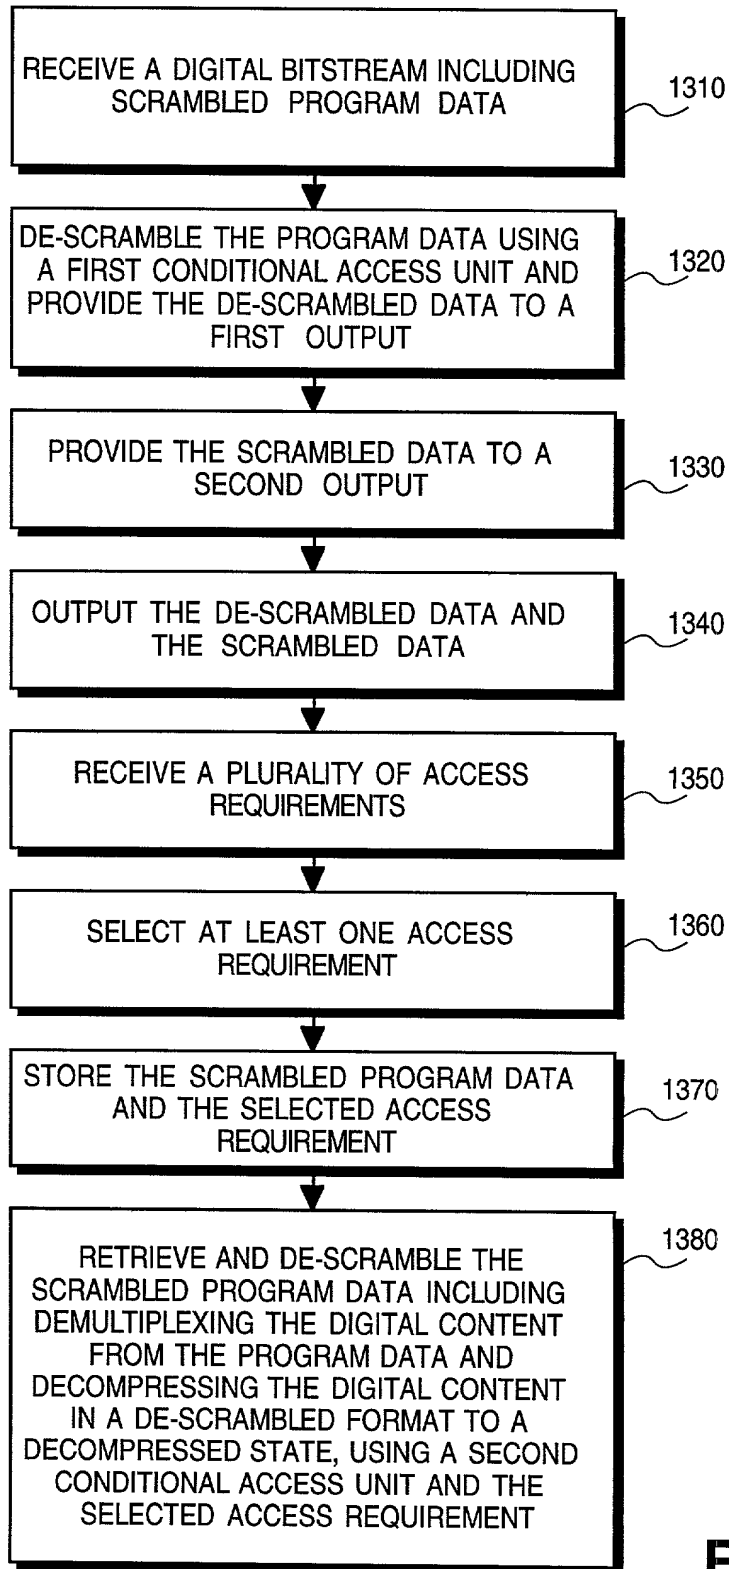 RECEIVE A DIGITAL BITSTREAM INCLUDING
SCRAMBLED PROGRAM DATA
1310
DE-SCRAMBLE THE PROGRAM DATA USING
A FIRST CONDITIONAL ACCESS UNIT AND
PROVIDE THE DE-SCRAMBLED DATA TO A
FIRST OUTPUT
1320
PROVIDE THE SCRAMBLED DATA TO A
SECOND OUTPUT
1330
OUTPUT THE DE-SCRAMBLED DATA AND
THE SCRAMBLED DATA
1340
RECEIVE A PLURALITY OF ACCESS
REQUIREMENTS
1350
SELECT AT LEAST ONE ACCESS
REQUIREMENT
1360
STORE THE SCRAMBLED PROGRAM DATA
AND THE SELECTED ACCESS
REQUIREMENT
1370
RETRIEVE AND DE-SCRAMBLE THE
SCRAMBLED PROGRAM DATA INCLUDING
DEMULTIPLEXING THE DIGITAL CONTENT
FROM THE PROGRAM DATA AND
DECOMPRESSING THE DIGITAL CONTENT
IN A DE-SCRAMBLED FORMAT TO A
DECOMPRESSED STATE, USING A SECOND
CONDITIONAL ACCESS UNIT AND THE
SELECTED ACCESS REQUIREMENT
1380